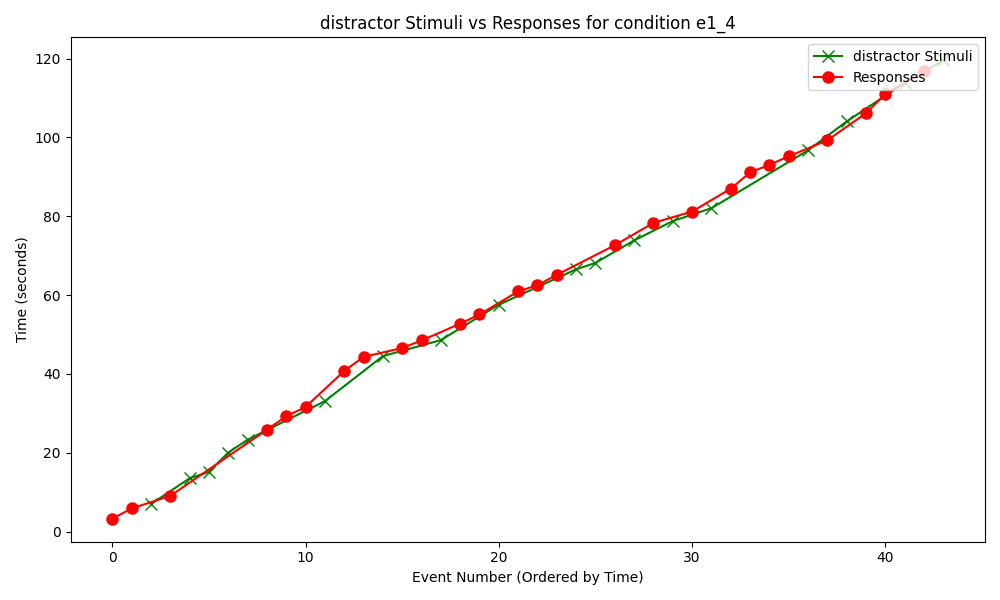 distractor Stimuli vs Responses for condition e1_4
distractor Stimuli
Responses
120
100
80
60
40
20
0
Time (seconds)
0 10 20 30 40
Event Number (Ordered by Time)